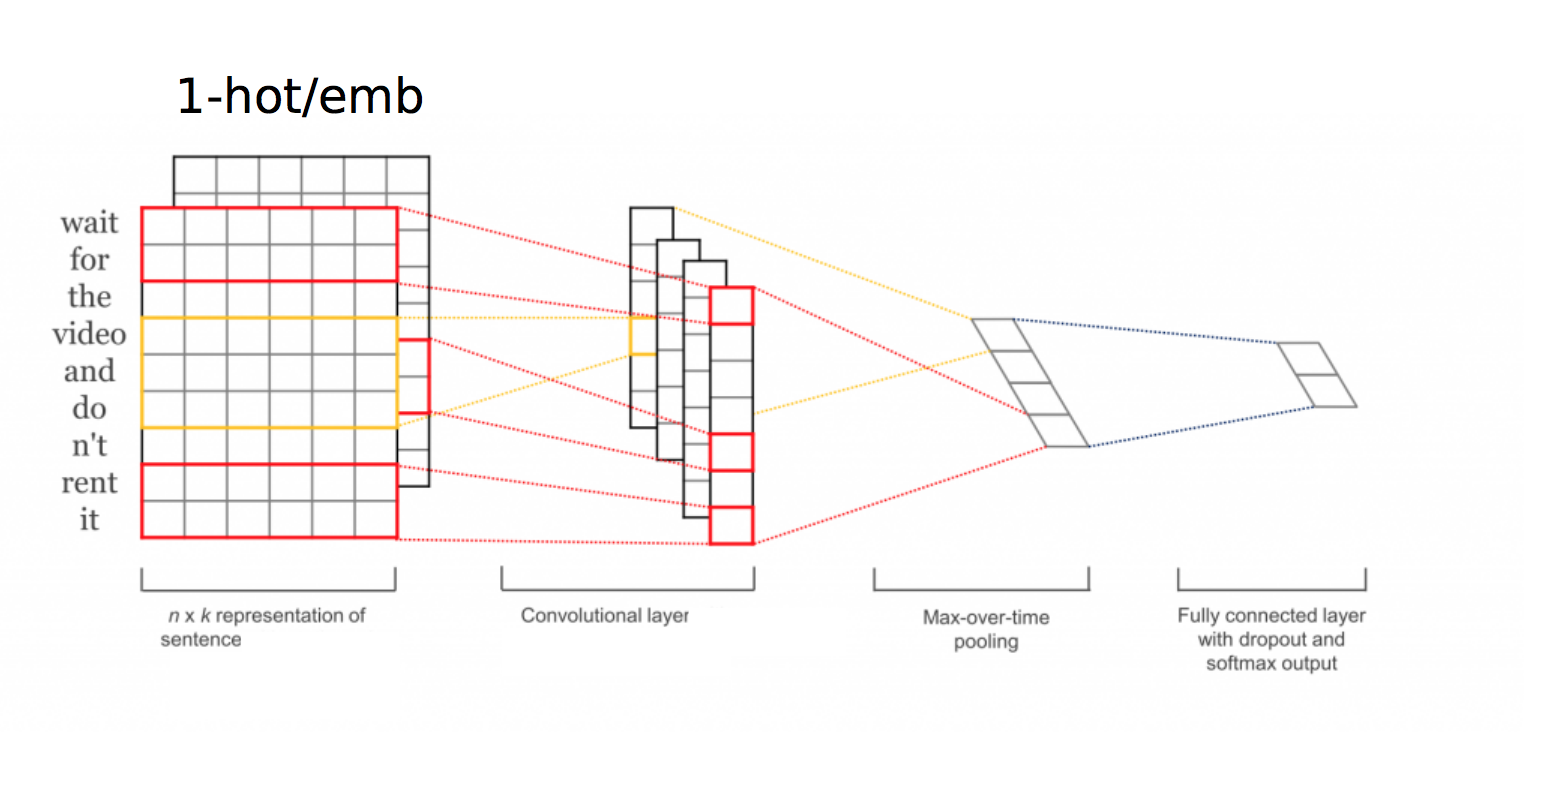 1-hot/emb
wait
for
the
video
and
do
n't
rent
it
n x k representation of
sentence
Convolutional layer
Max-over-time
pooling
Fully connected layer
with dropout and
softmax output